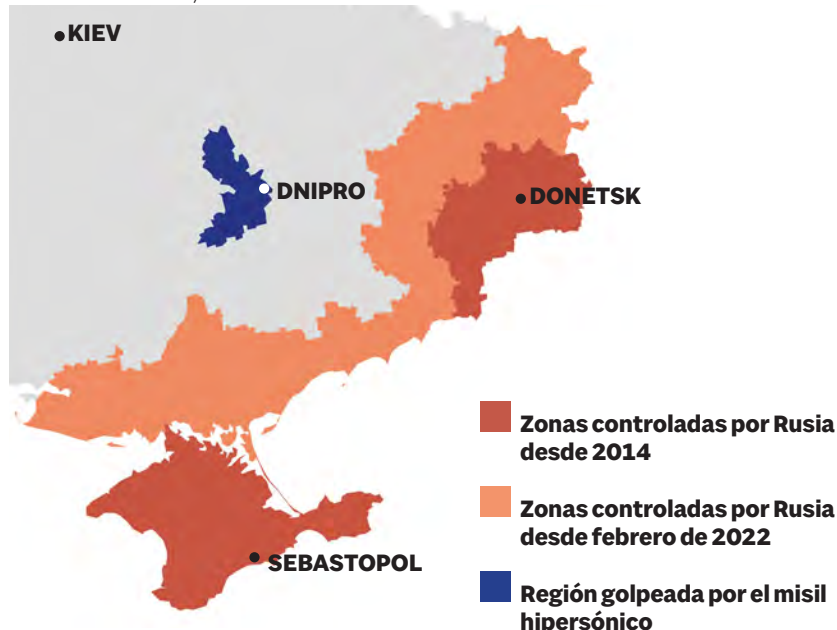 KIEV
DNIPRO
DONETSK
SEBASTOPOL
Zonas controladas por Rusia
desde 2014
Zonas controladas por Rusia
desde febrero de 2022
Región golpeada por el misil
hipersónico